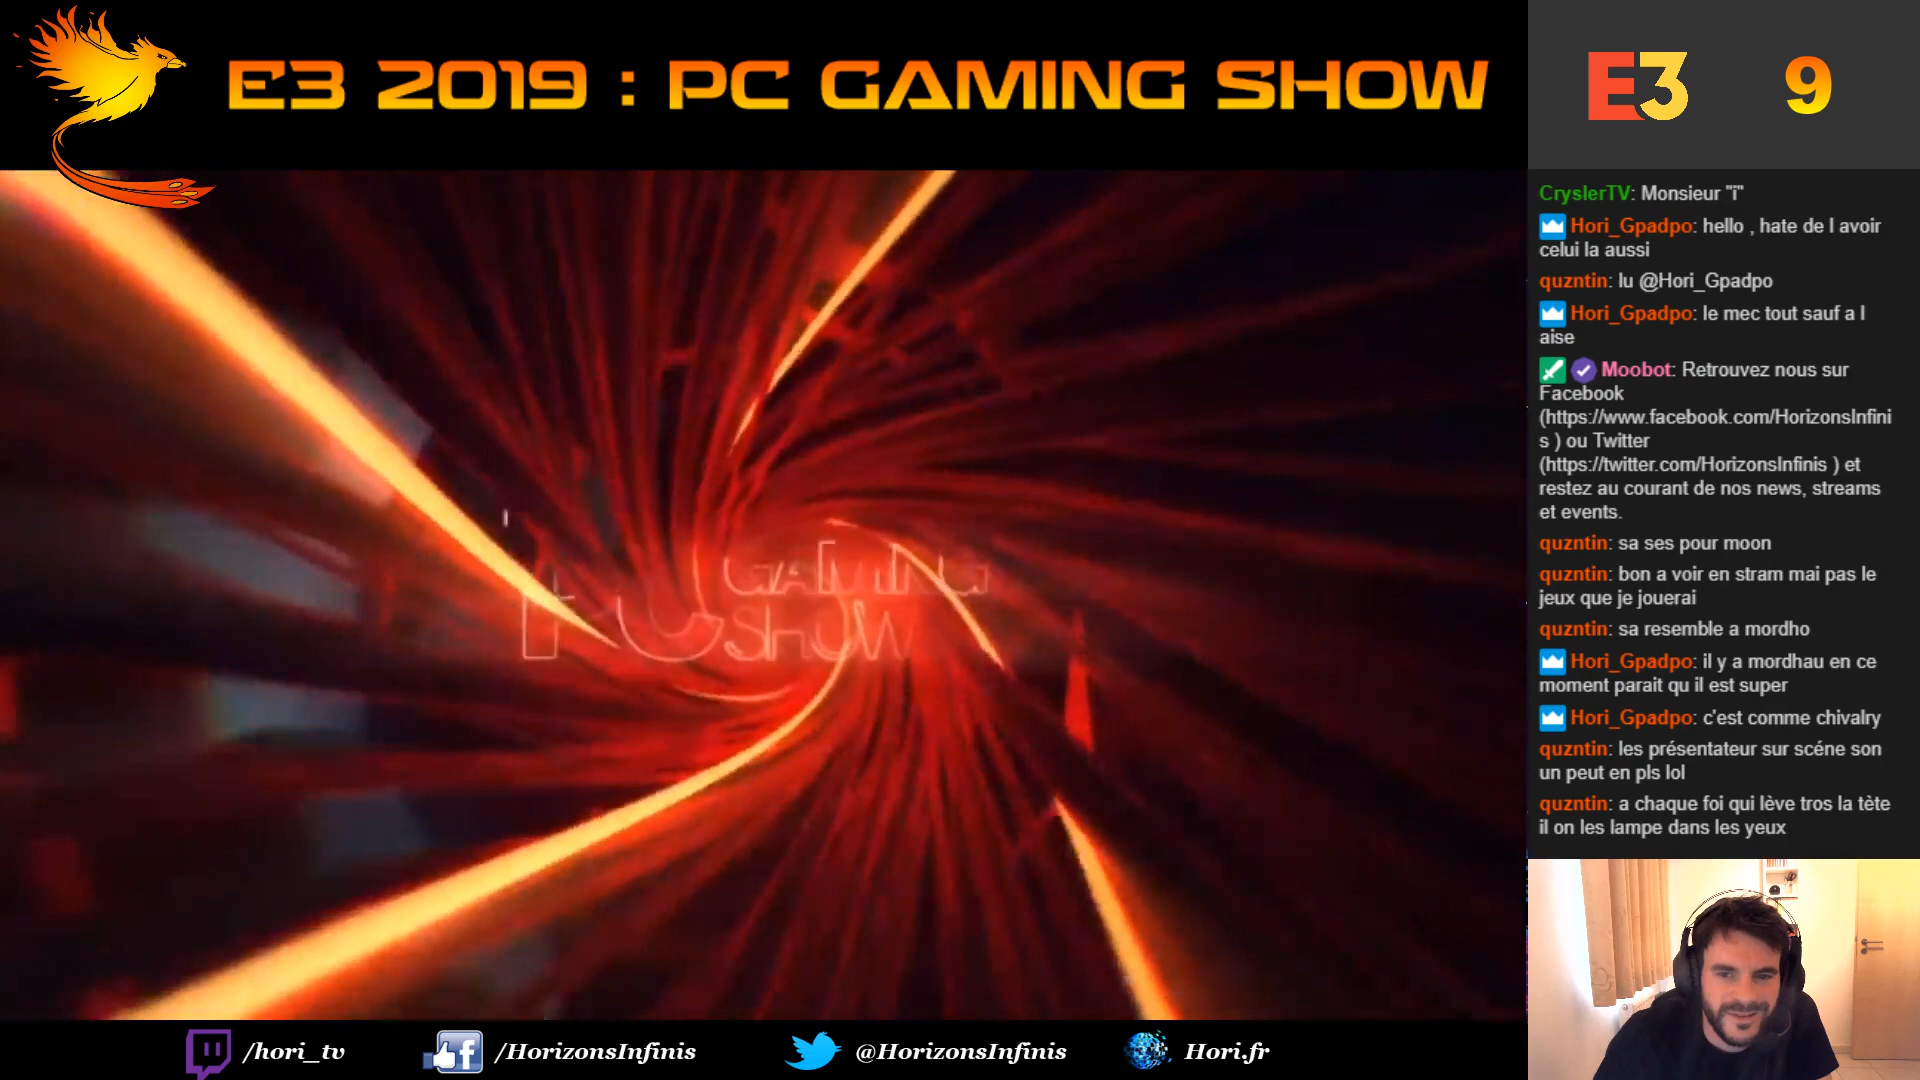 E3 2019 : PC GAMING SHOW
E3 9
PC GAMING
SHOW
CryslerTV: Monsieur "i"
Hori_Gpadpo: hello , hate de l avoir
celui la aussi
quzntin: lu @Hori_Gpadpo
Hori_Gpadpo: le mec tout sauf a l
aise
Moobot: Retrouvez nous sur
Facebook
(https://www.facebook.com/HorizonsInfini
s ) ou Twitter
(https://twitter.com/HorizonsInfinis ) et
restez au courant de nos news, streams
et events.
quzntin: sa ses pour moon
quzntin: bon a voir en stram mai pas le
jeux que je jouerai
quzntin: sa resemble a mordho
Hori_Gpadpo: il y a mordhau en ce
moment parait qu il est super
Hori_Gpadpo: c'est comme chivalry
quzntin: les présentateur sur scéne son
un peut en pls lol
quzntin: a chaque foi qui lève tros la tète
il on les lampe dans les yeux
/hori_tv /HorizonsInfinis @HorizonsInfinis Hori.fr